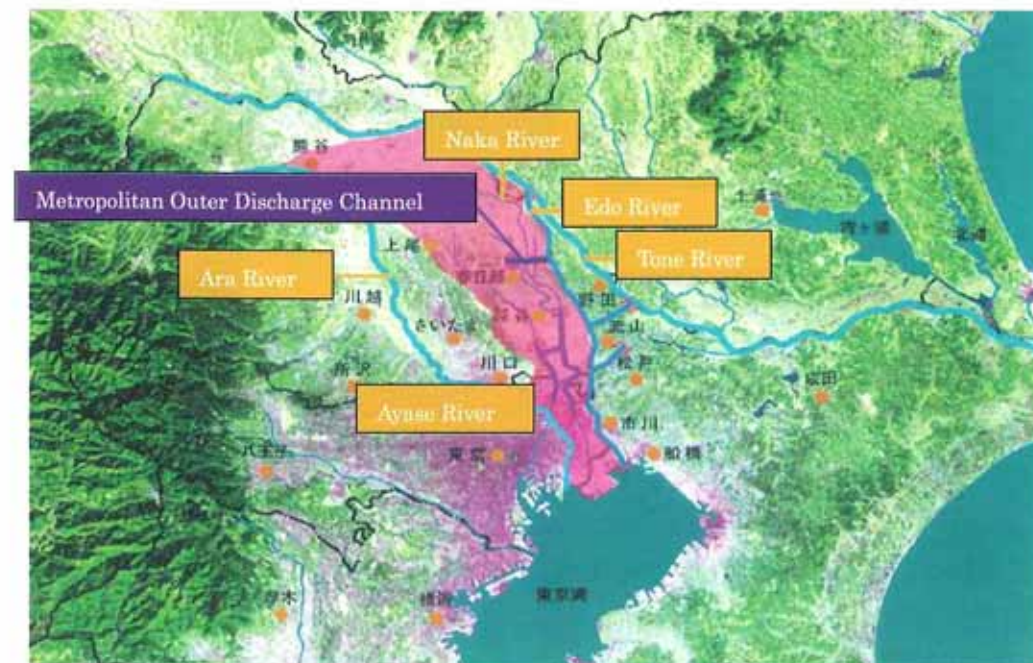 熊谷
Naka River
Metropolitan Outer Discharge Channel
Edo River
土浦
霞ヶ浦
北浦
上尾
Tone River
Ara River
春日部
川越
野田
越谷
さいたま
流山
川口
松戸
所沢
成田
Ayase River
市川
八王子
東京
船橋
厚木
横浜
東京湾